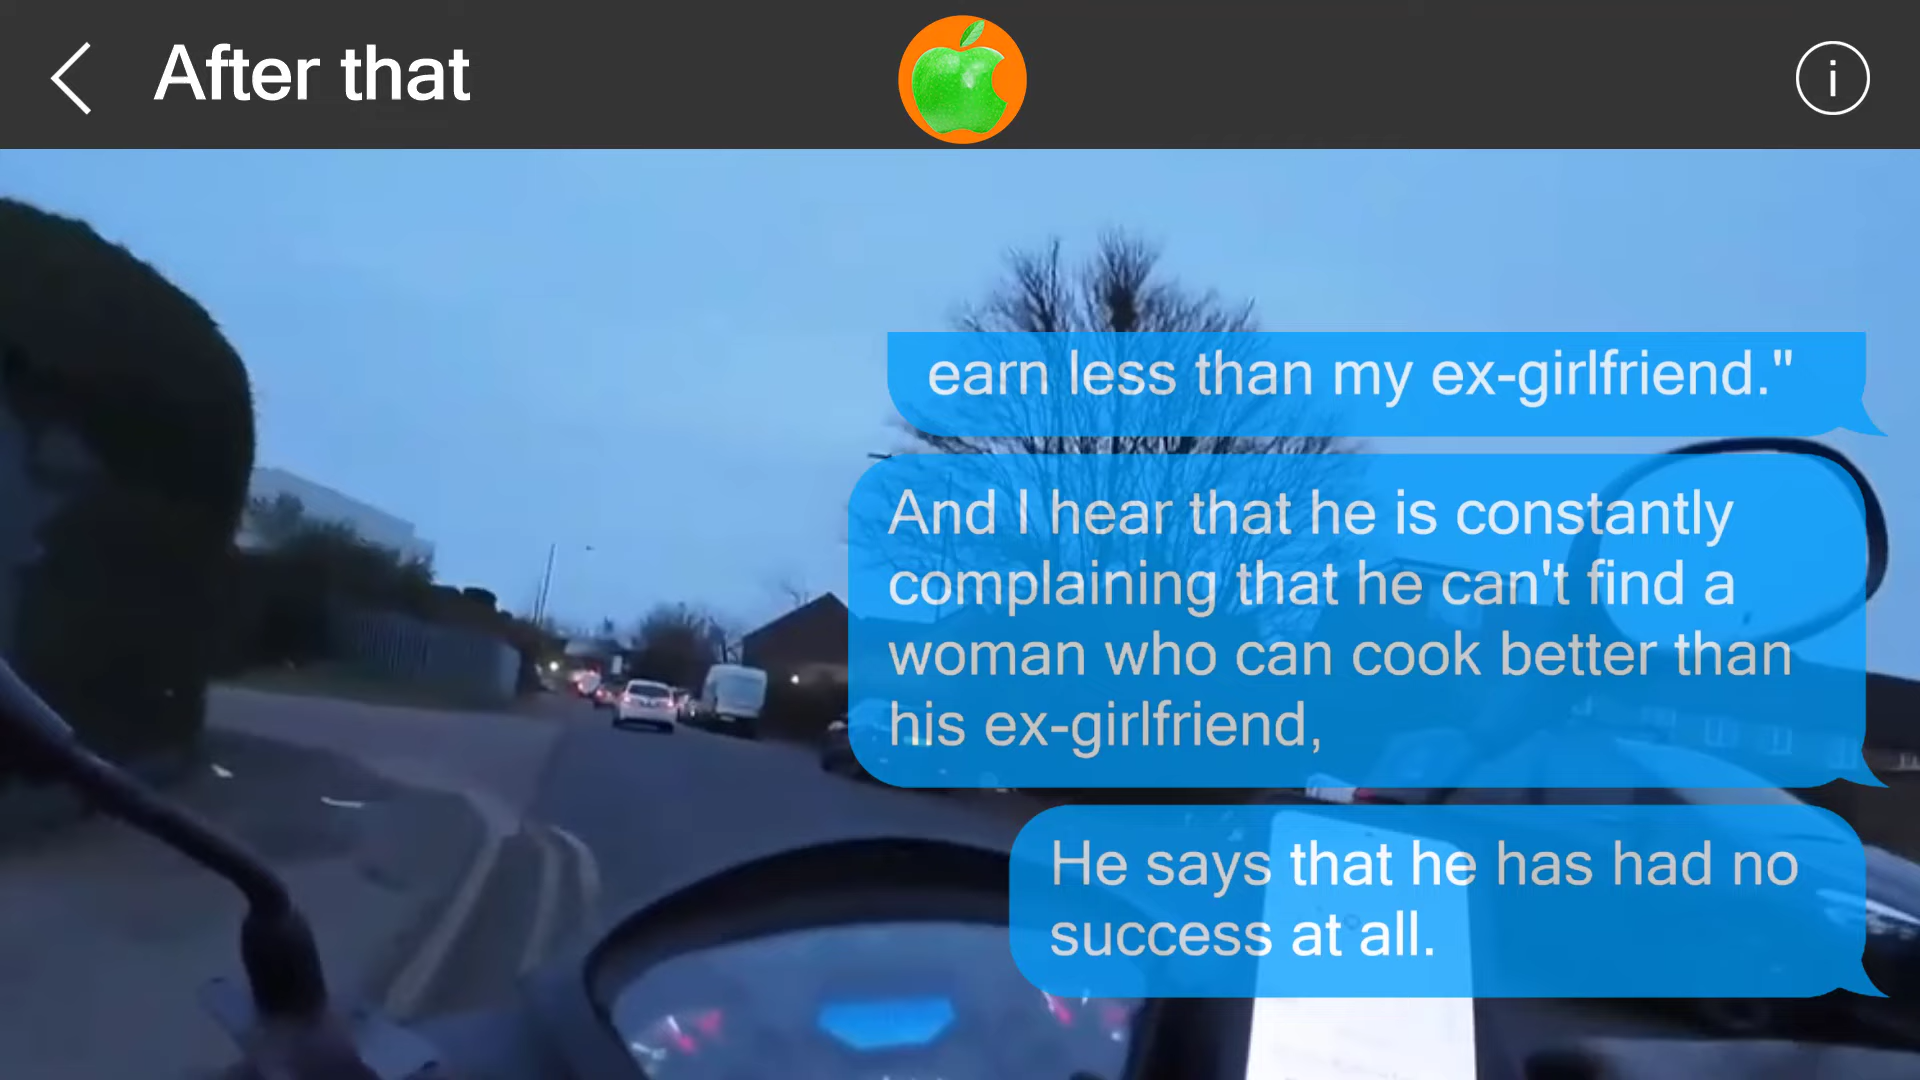 After that
earn less than my ex-girlfriend."
And I hear that he is constantly
complaining that he can't find a
woman who can cook better than
his ex-girlfriend,
He says that he has had no
success at all.